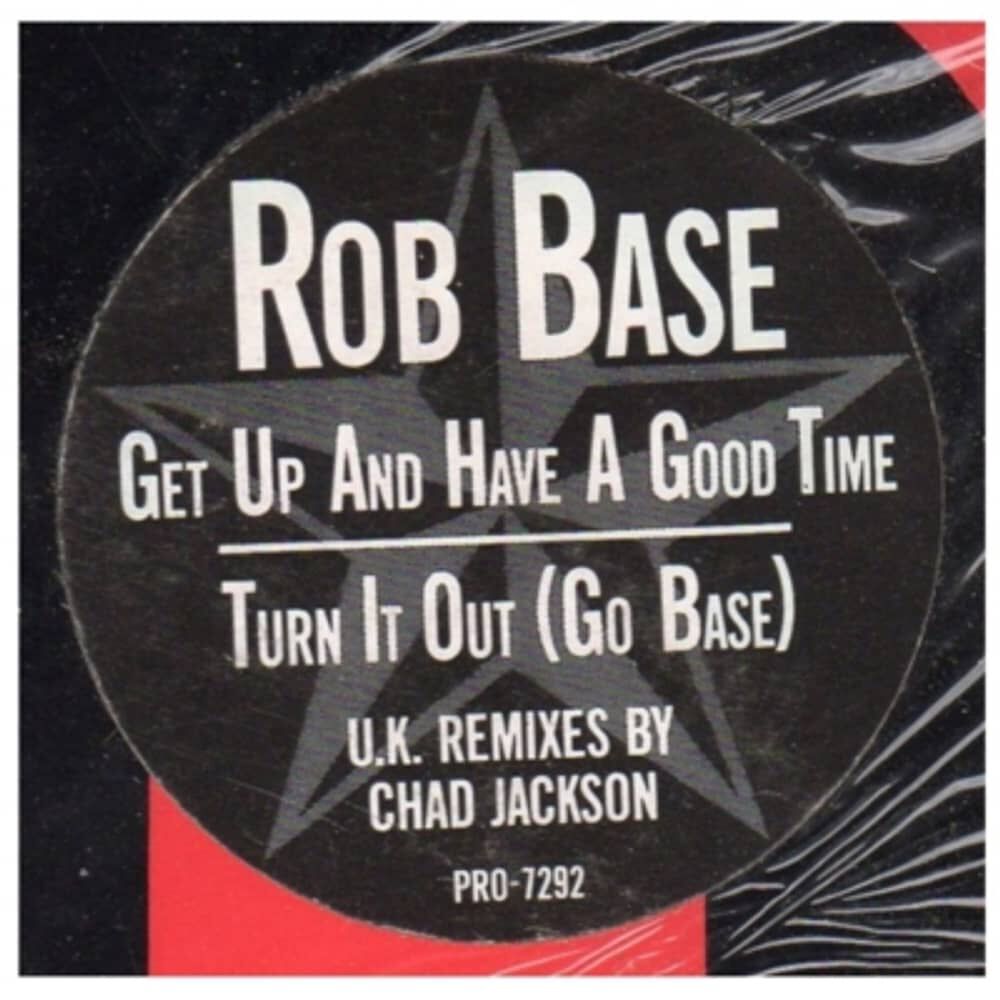 ROB BASE
GET UP AND HAVE A GOOD TIME
TURN IT OUT (GO BASE)
U.K. REMIXES BY
CHAD JACKSON
PRO-7292